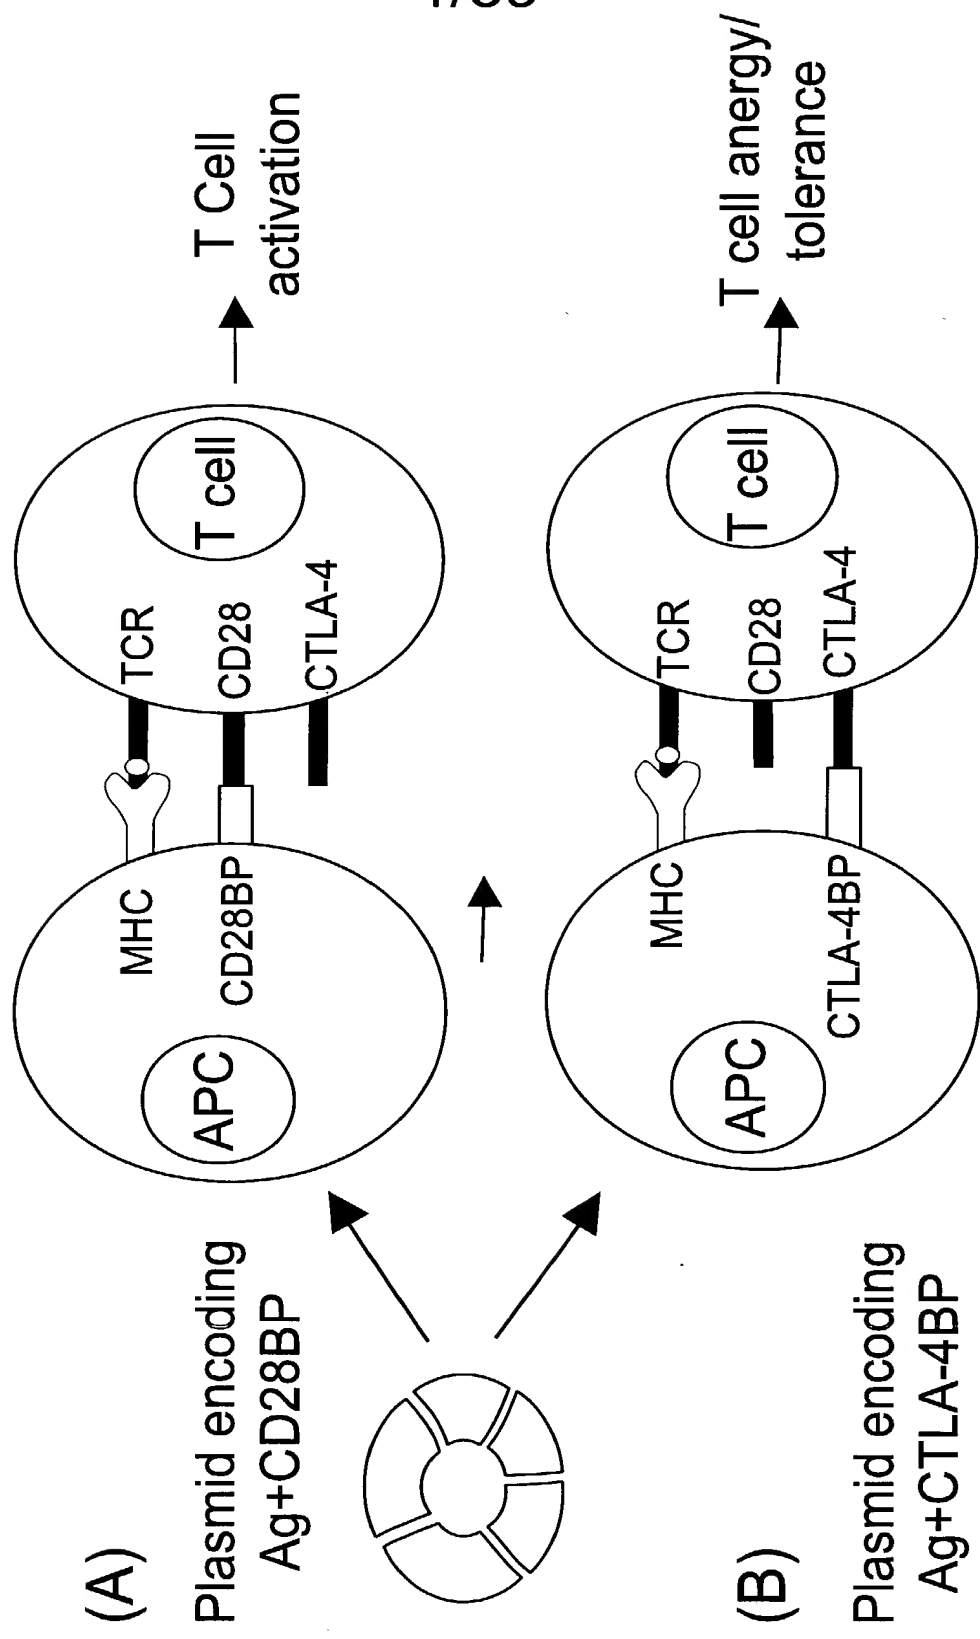 (A)
Plasmid encoding
Ag+CD28BP
APC
MHC
CD28BP
TCR
CD28
CTLA-4
T cell
T Cell
activation
(B)
Plasmid encoding
Ag+CTLA-4BP
APC
MHC
CTLA-4BP
TCR
CD28
CTLA-4
T cell
T cell anergy/
tolerance